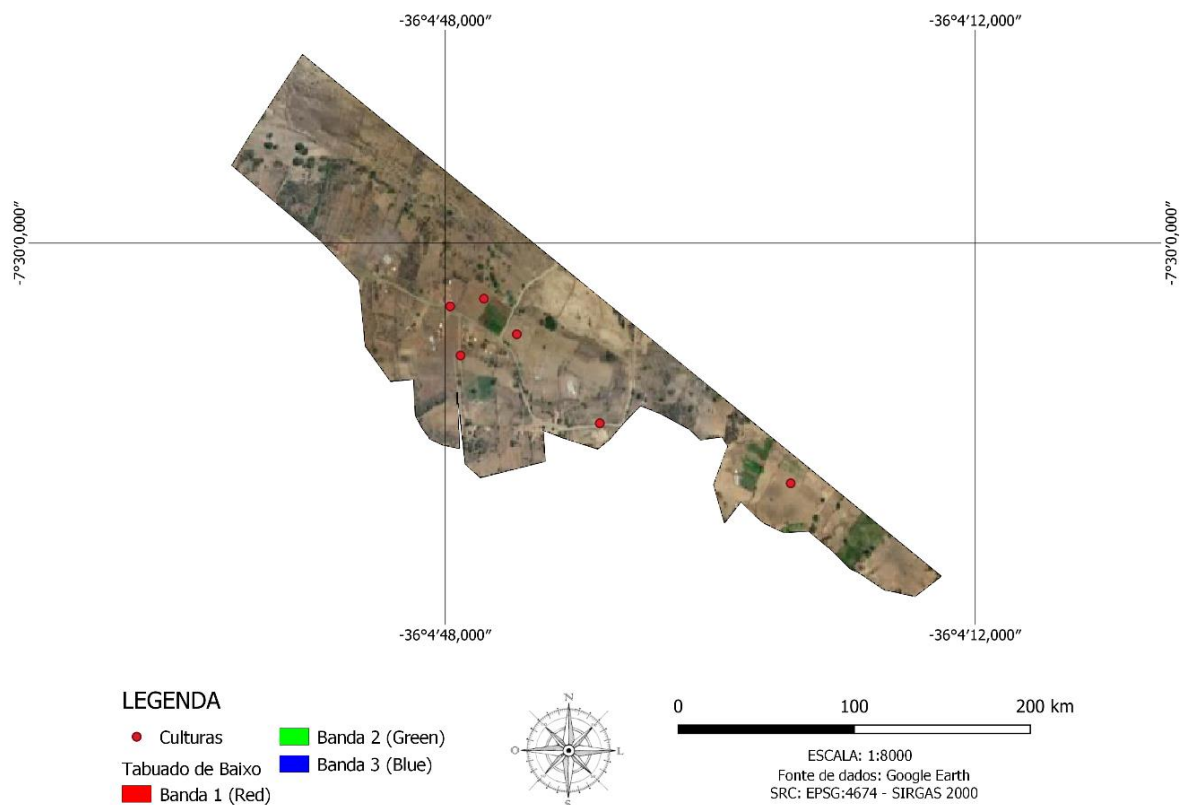 -36°4'48,000"
-36°4'12,000"
-7°30'0,000"
-7°30'0,000"
-36°4'48,000"
-36°4'12,000"
LEGENDA
Culturas
Tabuado de Baixo
Banda 1 (Red)
Banda 2 (Green)
Banda 3 (Blue)
N
O
L
S
0 100 200 km
ESCALA: 1:8000
Fonte de dados: Google Earth
SRC: EPSG:4674 - SIRGAS 2000